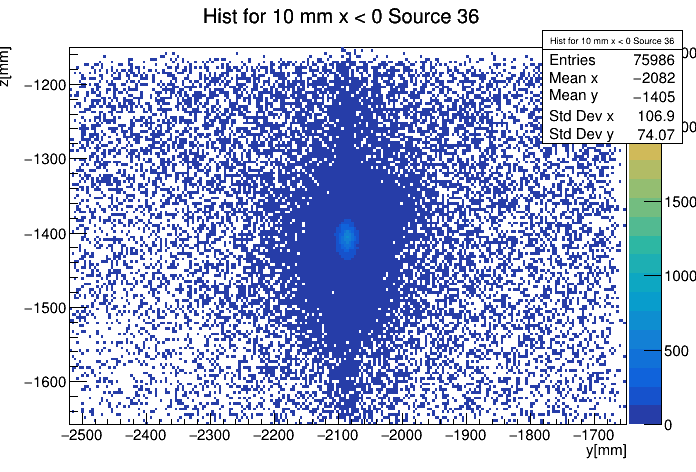 Hist for 10 mm x < 0 Source 36
z[mm]
Hist for 10 mm x < 0 Source 36
Entries 75986
Mean x −2082
Mean y −1405
Std Dev x 106.9
Std Dev y 74.07
−1200
−1300
−1400
−1500
−1600
1500
1000
500
0
−2500 −2400 −2300 −2200 −2100 −2000 −1900 −1800 −1700
y[mm]